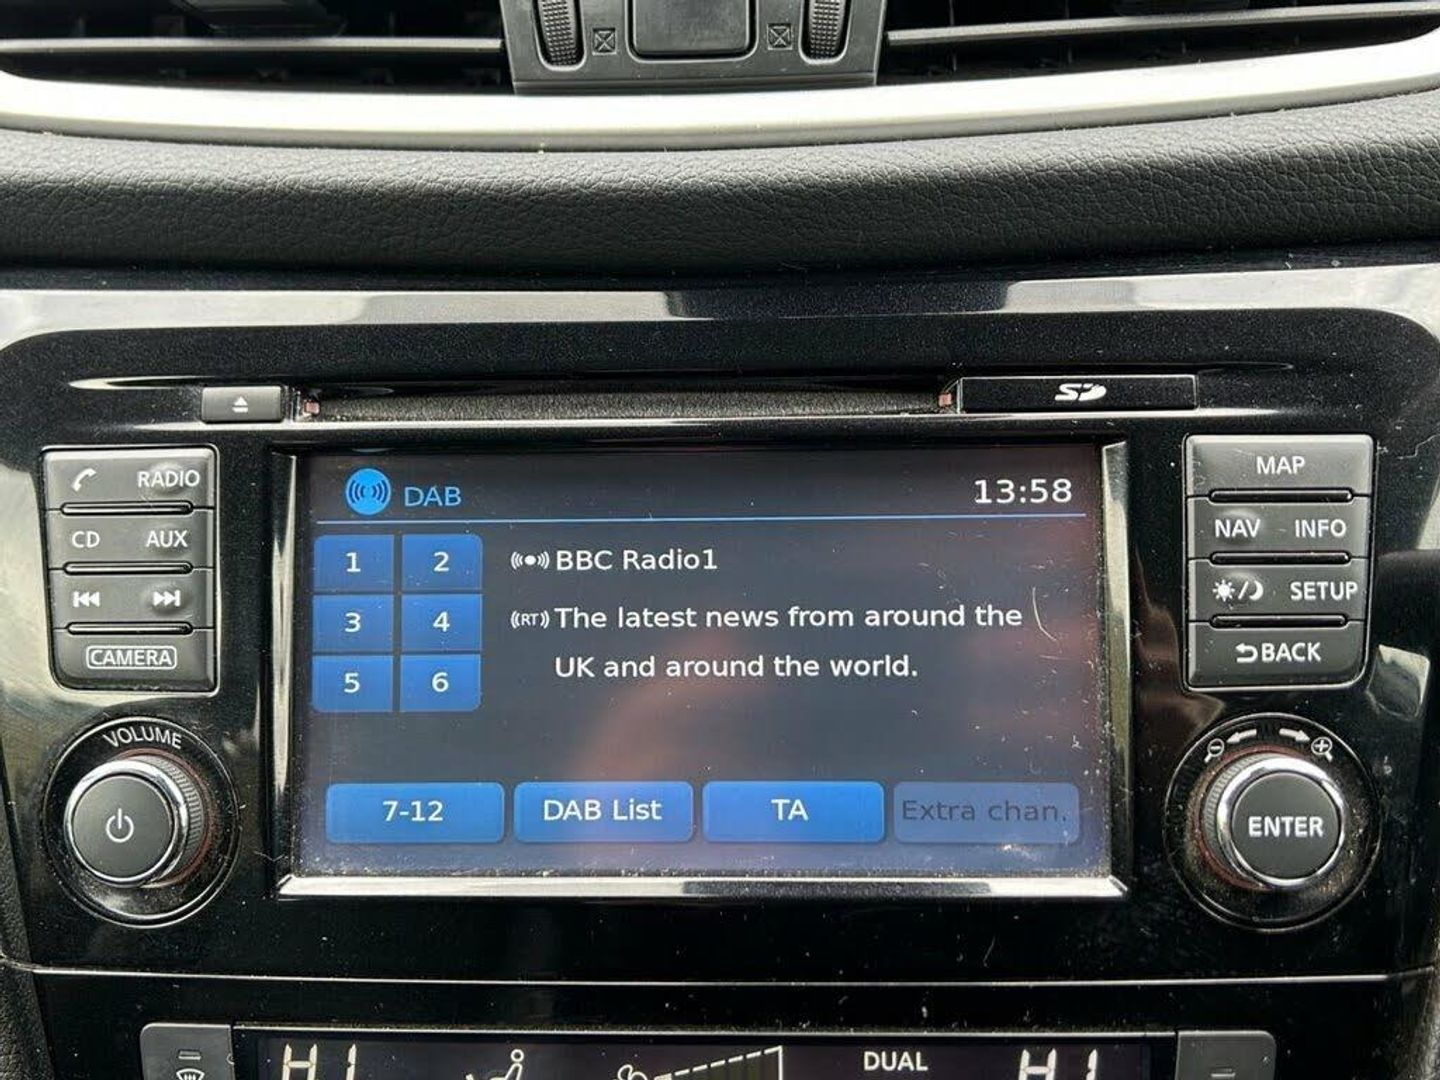 SD
RADIO
CD AUX
CAMERA
VOLUME
DAB 13:58
1 2
3 4
5 6
BBC Radio1
RT The latest news from around the
UK and around the world.
7-12 DAB List TA Extra chan.
MAP
NAV INFO
SETUP
BACK
ENTER
HI DUAL HI